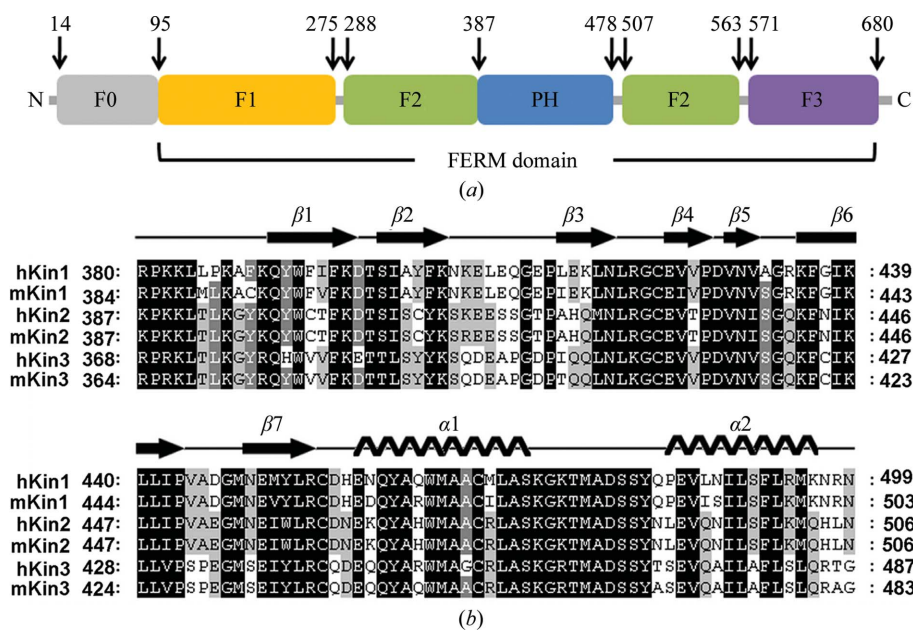 14 95 275 288 387 478 507 563 571 680
N F0 F1 F2 PH F2 F3 C
FERM domain
(a)
β1 β2 β3 β4 β5 β6
hKin1 380: RPKKLLPKAFKQYWFIFKDTSIAYFKNKELEQGEPLEKLNLRGCEVVPDVNVAGRKFGIK :439
mKin1 384: RPKKLMLKACKQYWFVFKDTSIAYFKNKELEQGEPIEKLNLRGCEIVPDVNVSGRKFGIK :443
hKin2 387: KPKKLTLKGYKQYWCTFKDTSISCYKSKEESSGTPAHQMNLRGCEVTPDVNISGQKFNIK :446
mKin2 387: KPKKLTLKGYKQYWCTFKDTSISCYKSREESSGTPAHQLNLRGCEVTPDVNISGQKFNIK :446
hKin3 368: RPRKLTLKGYRQHWVVFKETTLSYYKSQDEAPGDPIQQLNLKGCEVVPDVNVSGQKFCIK :427
mKin3 364: RPRKLTLKGYRQYWVVFKDTTLSYYKSQDEAPGDPTQQLNLKGCEVVPDVNVSGQKFCIK :423
β7 α1 α2
hKin1 440: LLIPVADGMNEMYLRCDHENQYAQWMAACMLASKGKTMADSSYQPEVLNILSFLRMKNRN :499
mKin1 444: LLIPVADGMNEVYLRCDHEDQYAQWMAACILASKGKTMADSSYQPEVISILSFLRMKNRN :503
hKin2 447: LLIPVAEGMNEIWLRCDNEKQYAHWMAACRLASKGKTMADSSYNLEVQNILSFLKMQHLN :506
mKin2 447: LLIPVAEGMNEIWLRCDNEKQYAHWMAACRLASKGKTMADSSYNLEVQNILSFLKMQHLN :506
hKin3 428: LLVPSPEGMSEIYLRCQDEQQYARWMAGCRLASKGRTMADSSYTSEVQAILAFLSLQRTG :487
mKin3 424: LLVPSPEGMSEIYLRCQDEQQYAQWMAACRLASKGRTMADSSYASEVQAILAFLSLQRAG :483
(b)